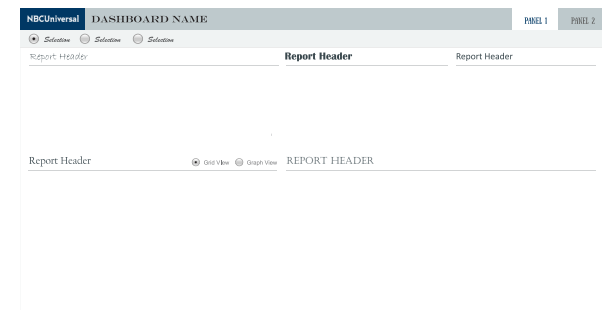 NBCUniversal DASHBOARD NAME PANEL 1 PANEL 2
Selection Selection Selection
Report Header Report Header Report Header
Report Header Grid View Graph View REPORT HEADER